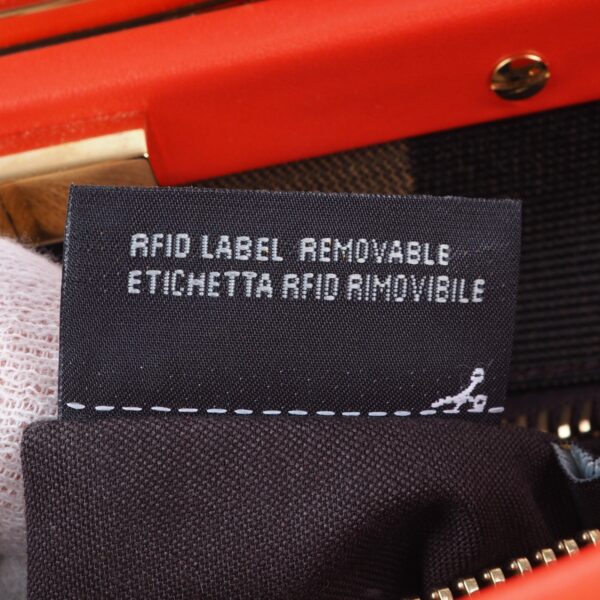 RFID LABEL REMOVABLE
ETICHETTA RFID RIMOVIBILE